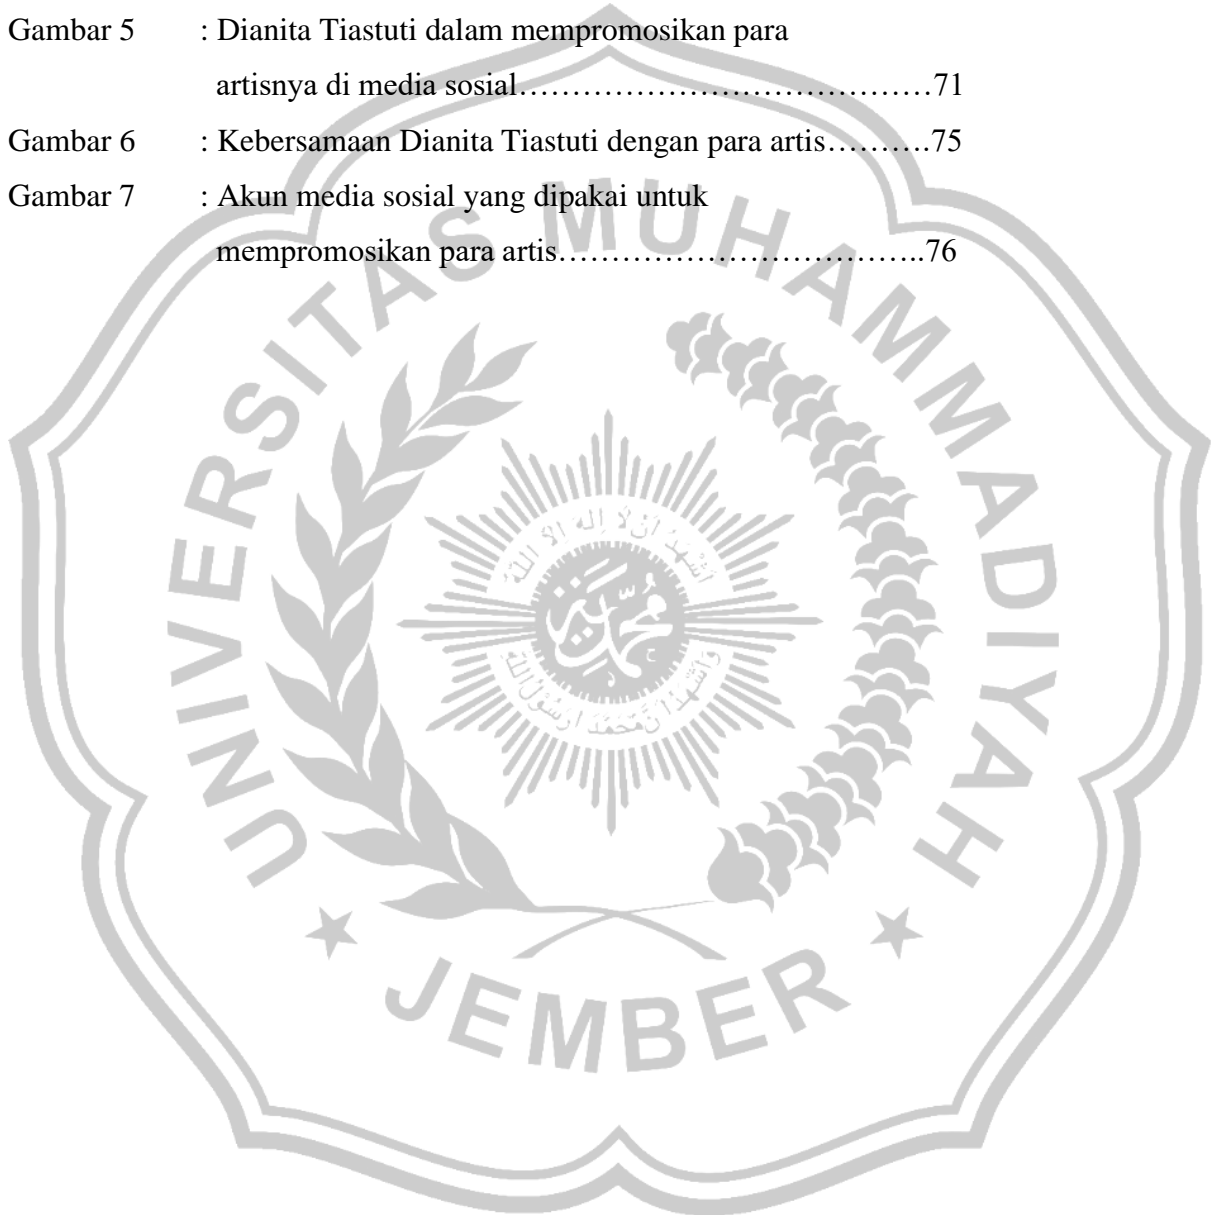 Gambar 5 : Dianita Tiastuti dalam mempromosikan para
artisnya di media sosial…………………………………71
Gambar 6 : Kebersamaan Dianita Tiastuti dengan para artis……….75
Gambar 7 : Akun media sosial yang dipakai untuk
mempromosikan para artis……………………………..76
UNIVERSITAS MUHAMMADIYAH
JEMBER